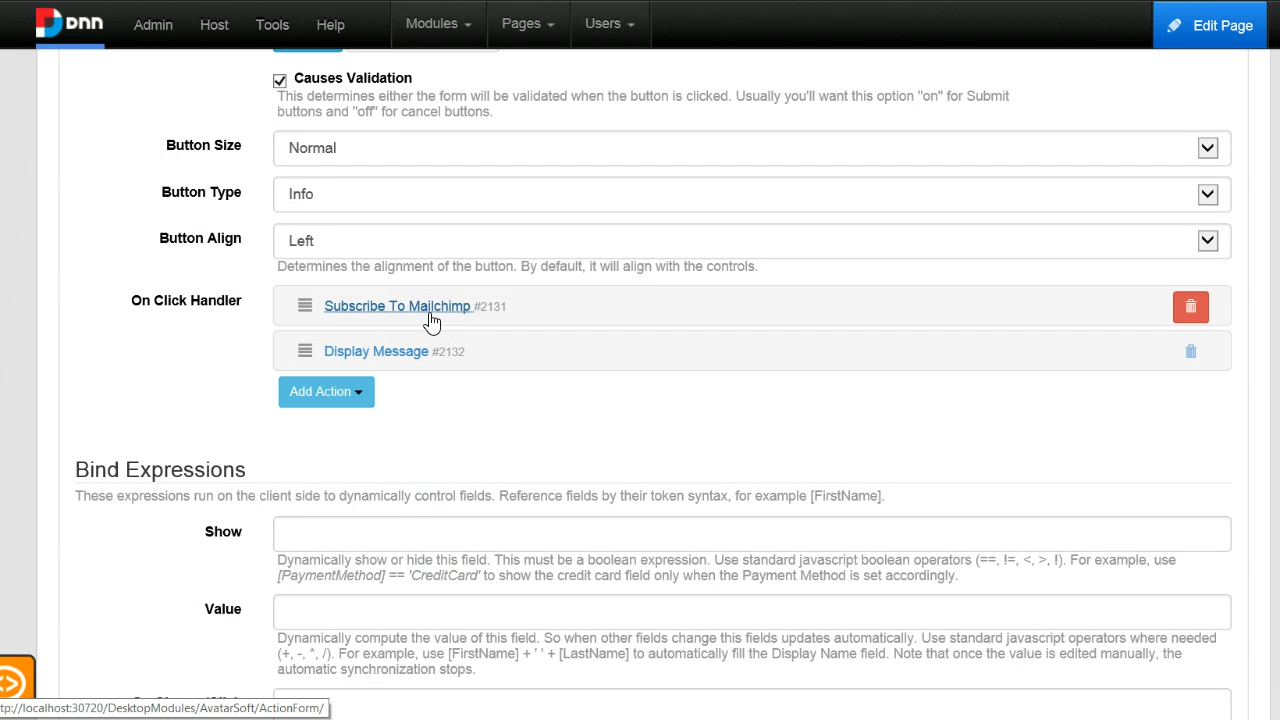 dnn Admin Host Tools Help Modules Pages Users Edit Page
Causes Validation
This determines either the form will be validated when the button is clicked. Usually you'll want this option "on" for Submit
buttons and "off" for cancel buttons.
Button Size Normal
Button Type Info
Button Align Left
Determines the alignment of the button. By default, it will align with the controls.
On Click Handler Subscribe To Mailchimp #2131
Display Message #2132
Add Action
Bind Expressions
These expressions run on the client side to dynamically control fields. Reference fields by their token syntax, for example [FirstName].
Show
Dynamically show or hide this field. This must be a boolean expression. Use standard javascript boolean operators (==, !=, <, >, !). For example, use
[PaymentMethod] == 'CreditCard' to show the credit card field only when the Payment Method is set accordingly.
Value
Dynamically compute the value of this field. So when other fields change this fields updates automatically. Use standard javascript operators where needed
(+, -, *, /). For example, use [FirstName] + ' ' + [LastName] to automatically fill the Display Name field. Note that once the value is edited manually, the
automatic synchronization stops.
tp://localhost:30720/DesktopModules/AvatarSoft/ActionForm/